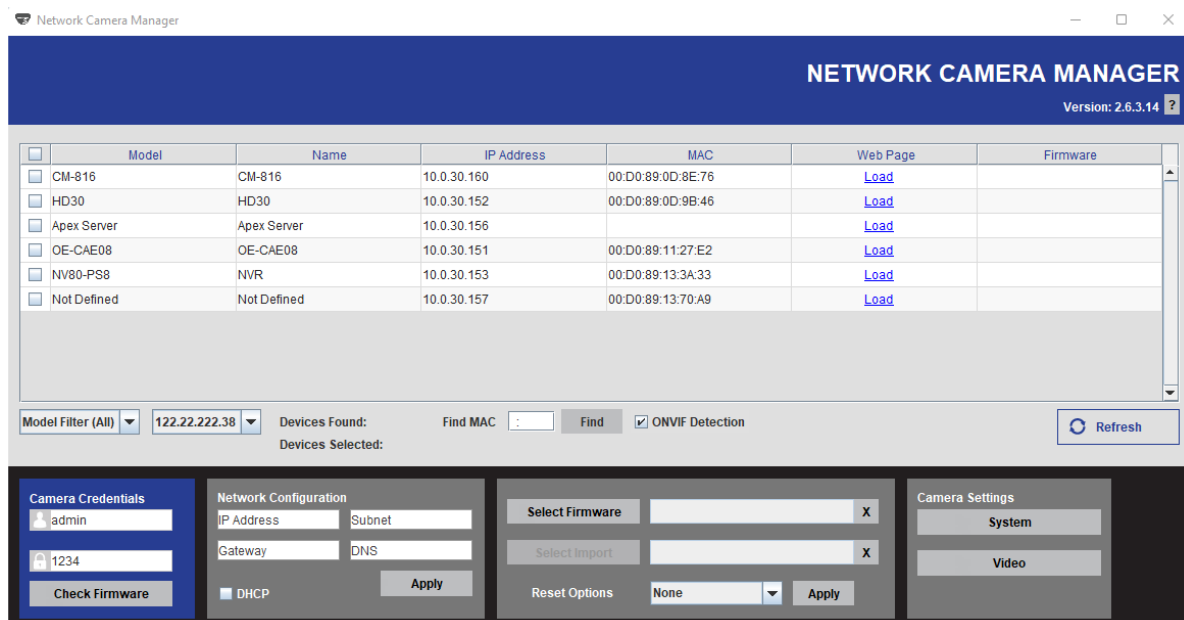 Network Camera Manager
NETWORK CAMERA MANAGER
Version: 2.6.3.14 ?
Model Name IP Address MAC Web Page Firmware
CM-816 CM-816 10.0.30.160 00:D0:89:0D:8E:76 Load
HD30 HD30 10.0.30.152 00:D0:89:0D:9B:46 Load
Apex Server Apex Server 10.0.30.156 Load
OE-CAE08 OE-CAE08 10.0.30.151 00:D0:89:11:27:E2 Load
NV80-PS8 NVR 10.0.30.153 00:D0:89:13:3A:33 Load
Not Defined Not Defined 10.0.30.157 00:D0:89:13:70:A9 Load
Model Filter (All) 122.22.222.38 Devices Found: Find MAC : Find ONVIF Detection Refresh
Devices Selected:
Camera Credentials
admin
1234
Check Firmware
Network Configuration
IP Address Subnet
Gateway DNS
DHCP Apply
Select Firmware X
Select Import X
Reset Options None Apply
Camera Settings
System
Video